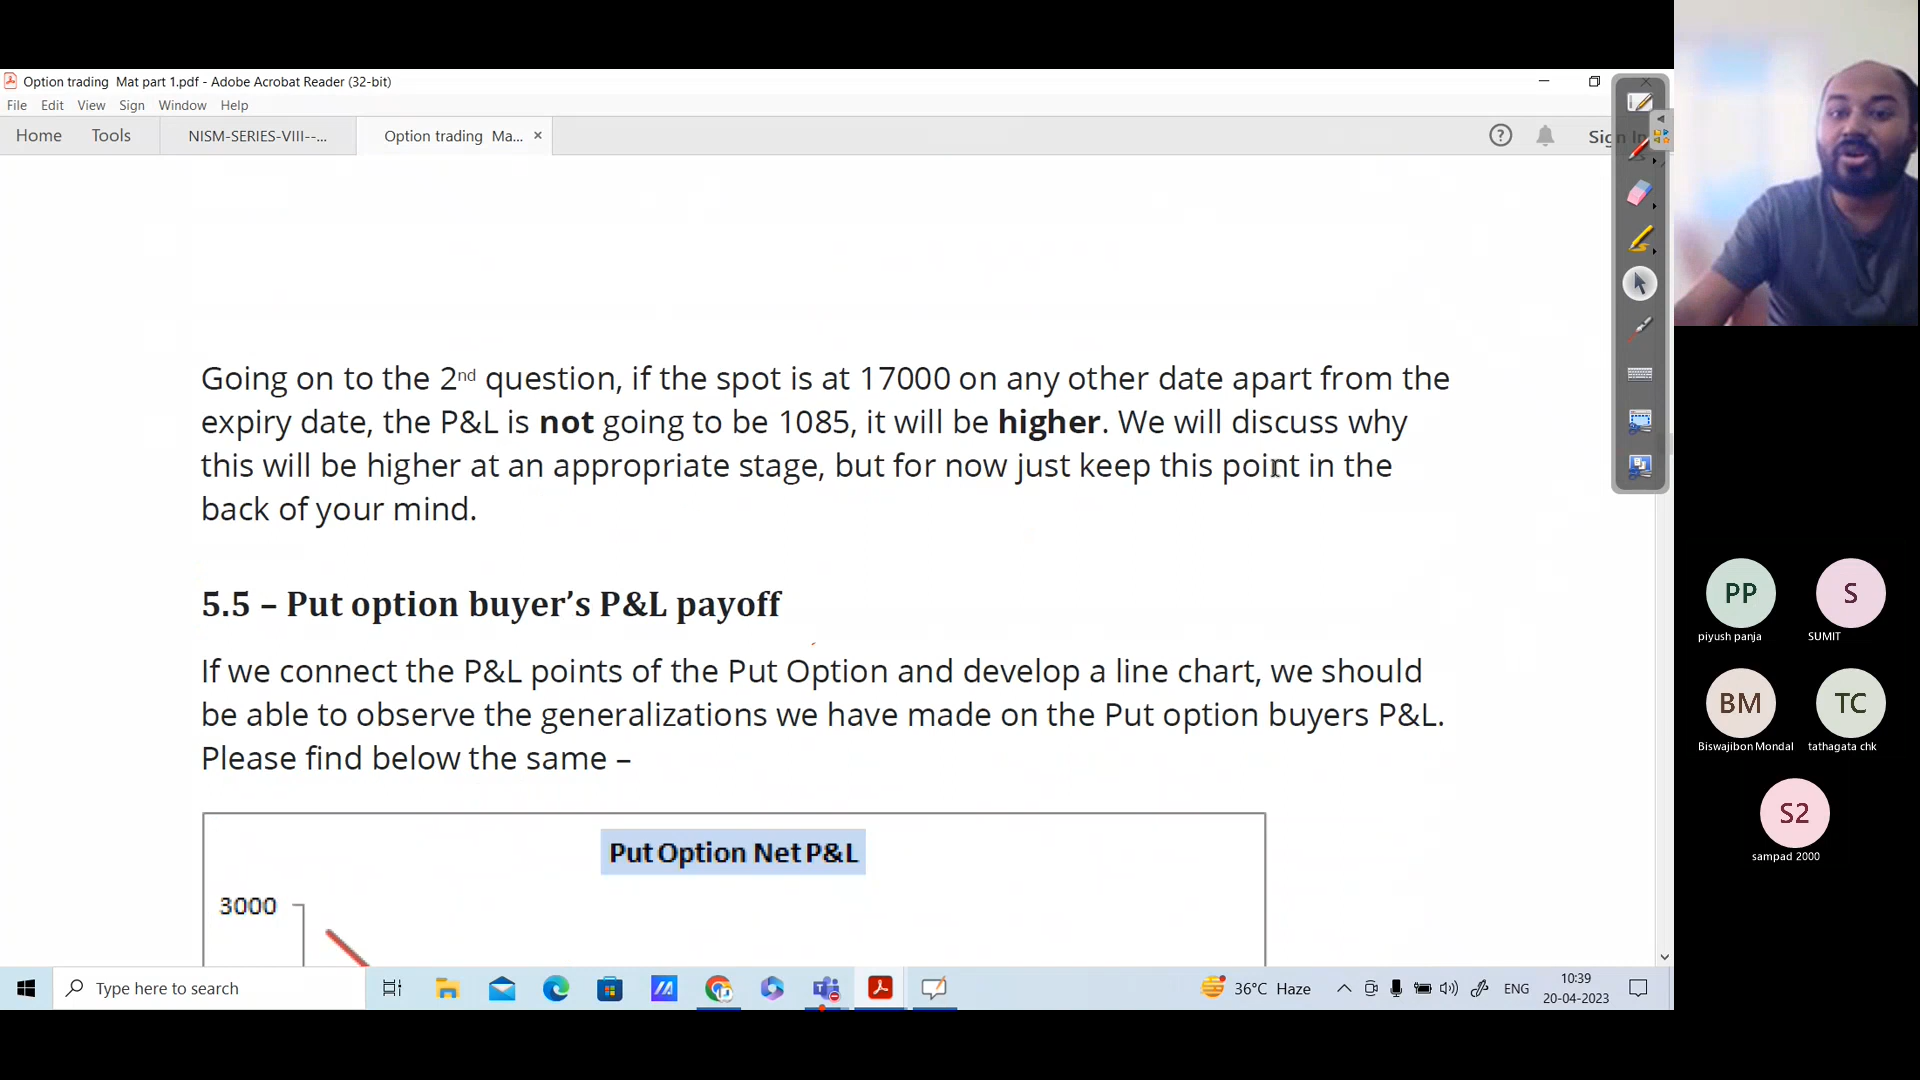 Option trading  Mat part 1.pdf - Adobe Acrobat Reader (32-bit)
File Edit View Sign Window Help
Home Tools NISM-SERIES-VIII--... Option trading  Ma... × Sign In
Going on to the 2nd question, if the spot is at 17000 on any other date apart from the
expiry date, the P&L is not going to be 1085, it will be higher. We will discuss why
this will be higher at an appropriate stage, but for now just keep this point in the
back of your mind.
5.5 – Put option buyer’s P&L payoff
If we connect the P&L points of the Put Option and develop a line chart, we should
be able to observe the generalizations we have made on the Put option buyers P&L.
Please find below the same –
Put Option Net P&L
3000
PP
piyush panja
S
SUMIT
BM
Biswajibon Mondal
TC
tathagata chk
S2
sampad 2000
Type here to search
36°C Haze
ENG
10:39
20-04-2023